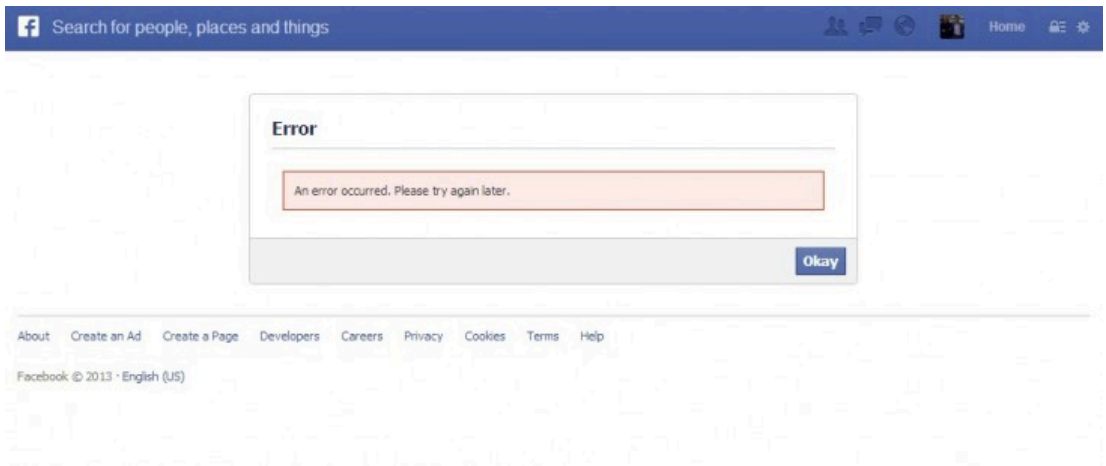 f Search for people, places and things Home
Error
An error occurred. Please try again later.
Okay
About Create an Ad Create a Page Developers Careers Privacy Cookies Terms Help
Facebook © 2013 · English (US)